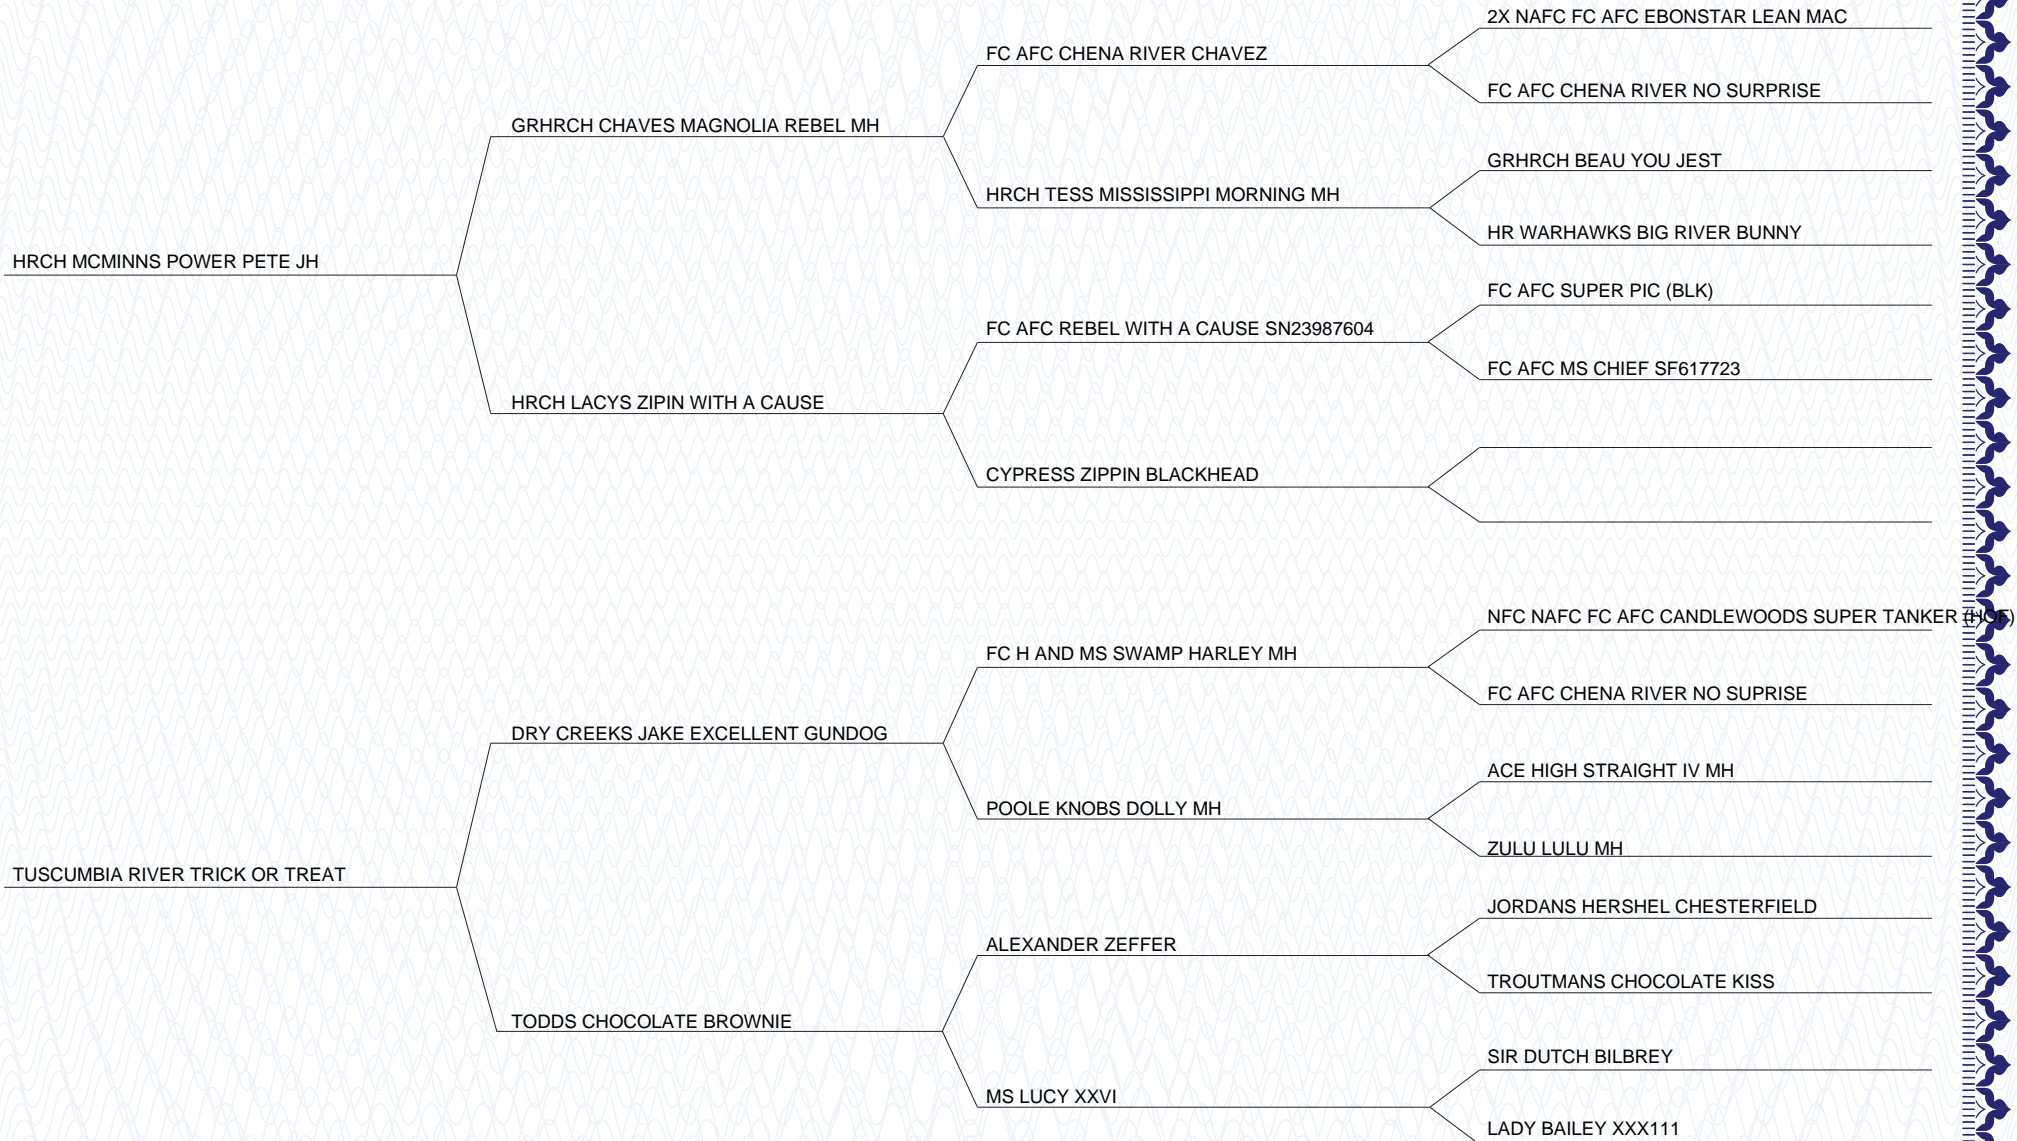 2X NAFC FC AFC EBONSTAR LEAN MAC
FC AFC CHENA RIVER CHAVEZ
FC AFC CHENA RIVER NO SURPRISE
GRHRCH CHAVES MAGNOLIA REBEL MH
GRHRCH BEAU YOU JEST
HRCH TESS MISSISSIPPI MORNING MH
HR WARHAWKS BIG RIVER BUNNY
HRCH MCMINNS POWER PETE JH
FC AFC SUPER PIC (BLK)
FC AFC REBEL WITH A CAUSE SN23987604
FC AFC MS CHIEF SF617723
HRCH LACYS ZIPIN WITH A CAUSE
CYPRESS ZIPPIN BLACKHEAD
NFC NAFC FC AFC CANDLEWOODS SUPER TANKER (HOF)
FC H AND MS SWAMP HARLEY MH
FC AFC CHENA RIVER NO SUPRISE
DRY CREEKS JAKE EXCELLENT GUNDOG
ACE HIGH STRAIGHT IV MH
POOLE KNOBS DOLLY MH
ZULU LULU MH
TUSCUMBIA RIVER TRICK OR TREAT
JORDANS HERSHEL CHESTERFIELD
ALEXANDER ZEFFER
TROUTMANS CHOCOLATE KISS
TODDS CHOCOLATE BROWNIE
SIR DUTCH BILBREY
MS LUCY XXVI
LADY BAILEY XXX111